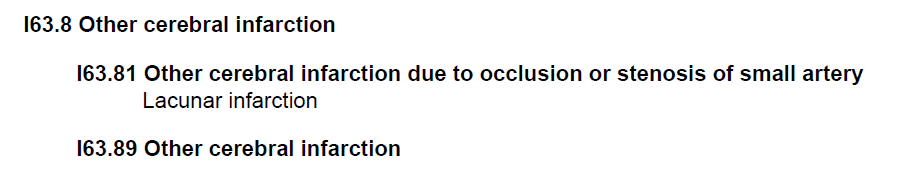 I63.8 Other cerebral infarction
I63.81 Other cerebral infarction due to occlusion or stenosis of small artery
Lacunar infarction
I63.89 Other cerebral infarction